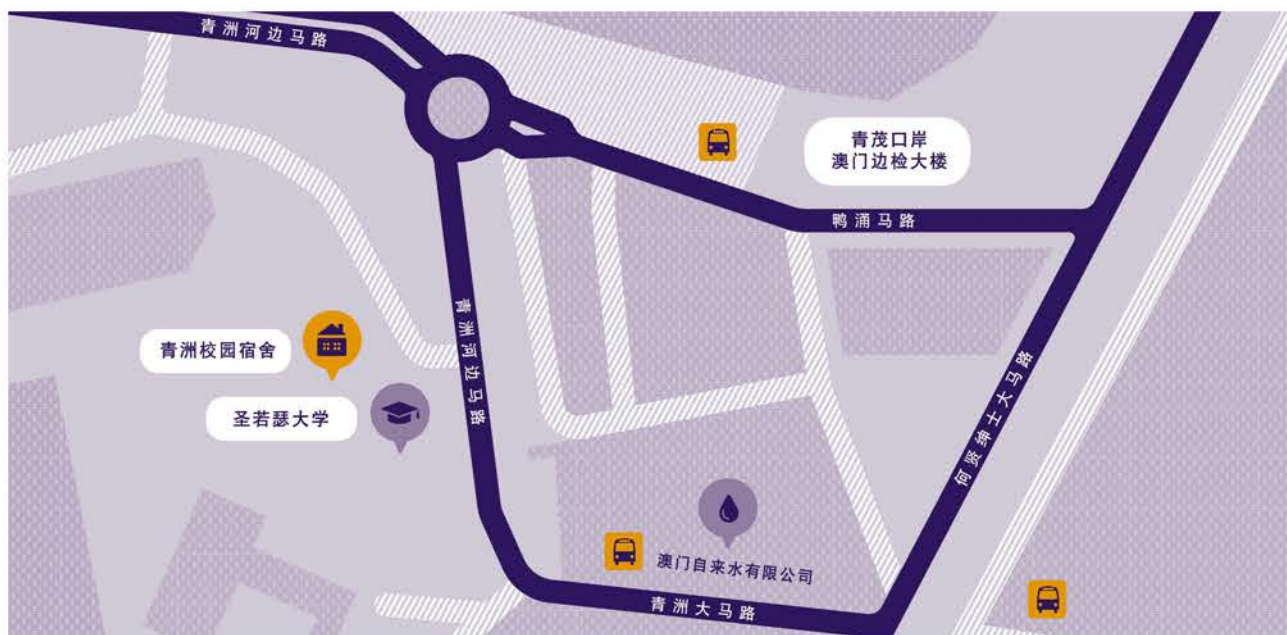 青洲河边马路
青茂口岸
澳门边检大楼
鸭涌马路
青洲校园宿舍
青洲河边马路
圣若瑟大学
何贤绅士大马路
澳门自来水有限公司
青洲大马路